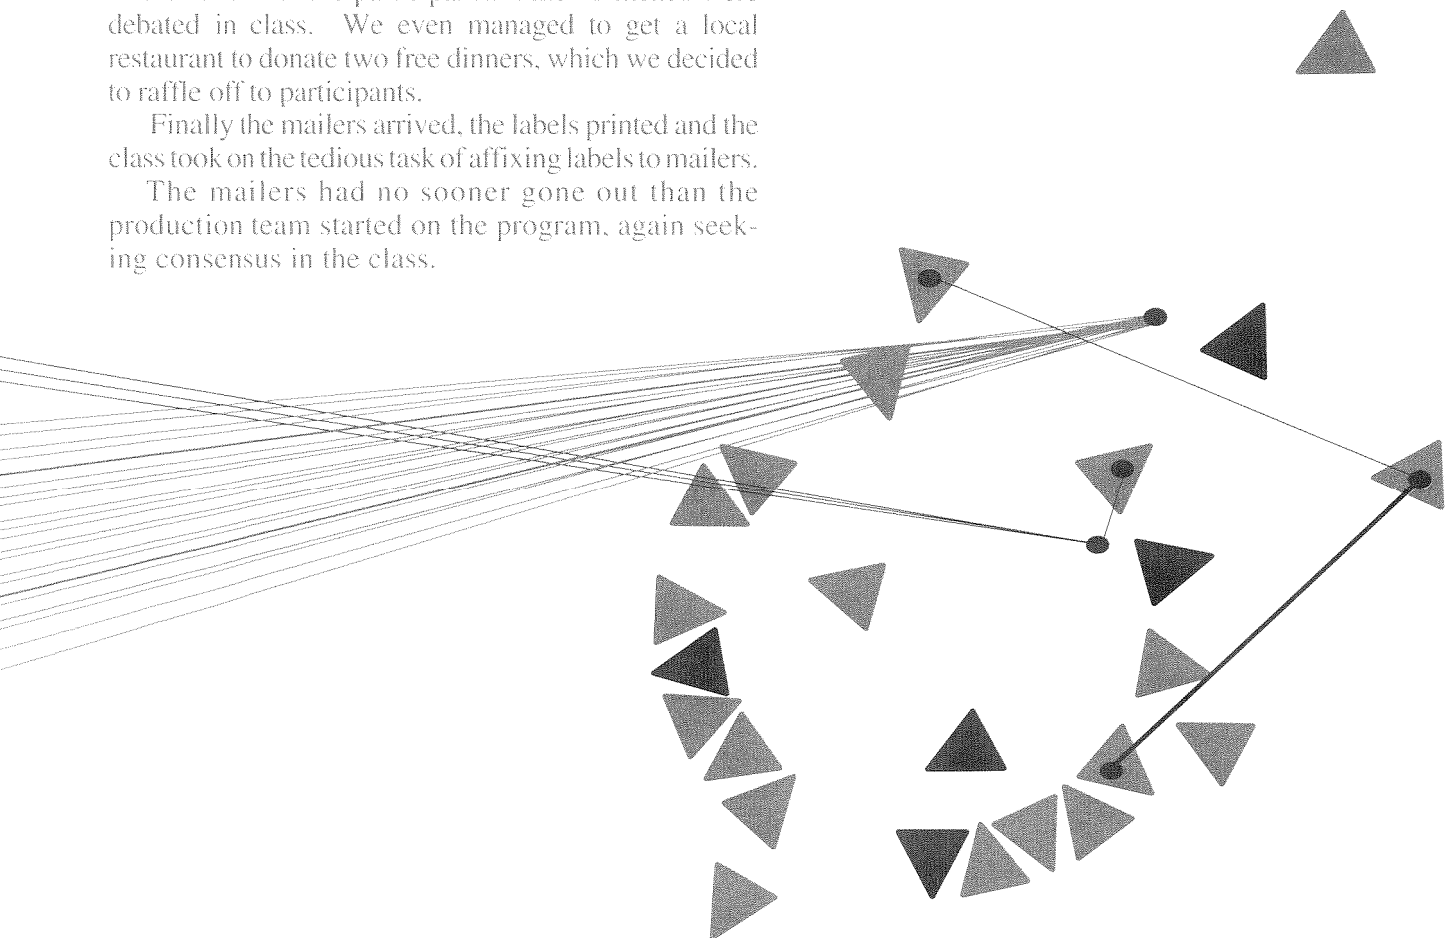 debated in class. We even managed to get a local
restaurant to donate two free dinners, which we decided
to raffle off to participants.
Finally the mailers arrived, the labels printed and the
class took on the tedious task of affixing labels to mailers.
The mailers had no sooner gone out than the
production team started on the program, again seek-
ing consensus in the class.